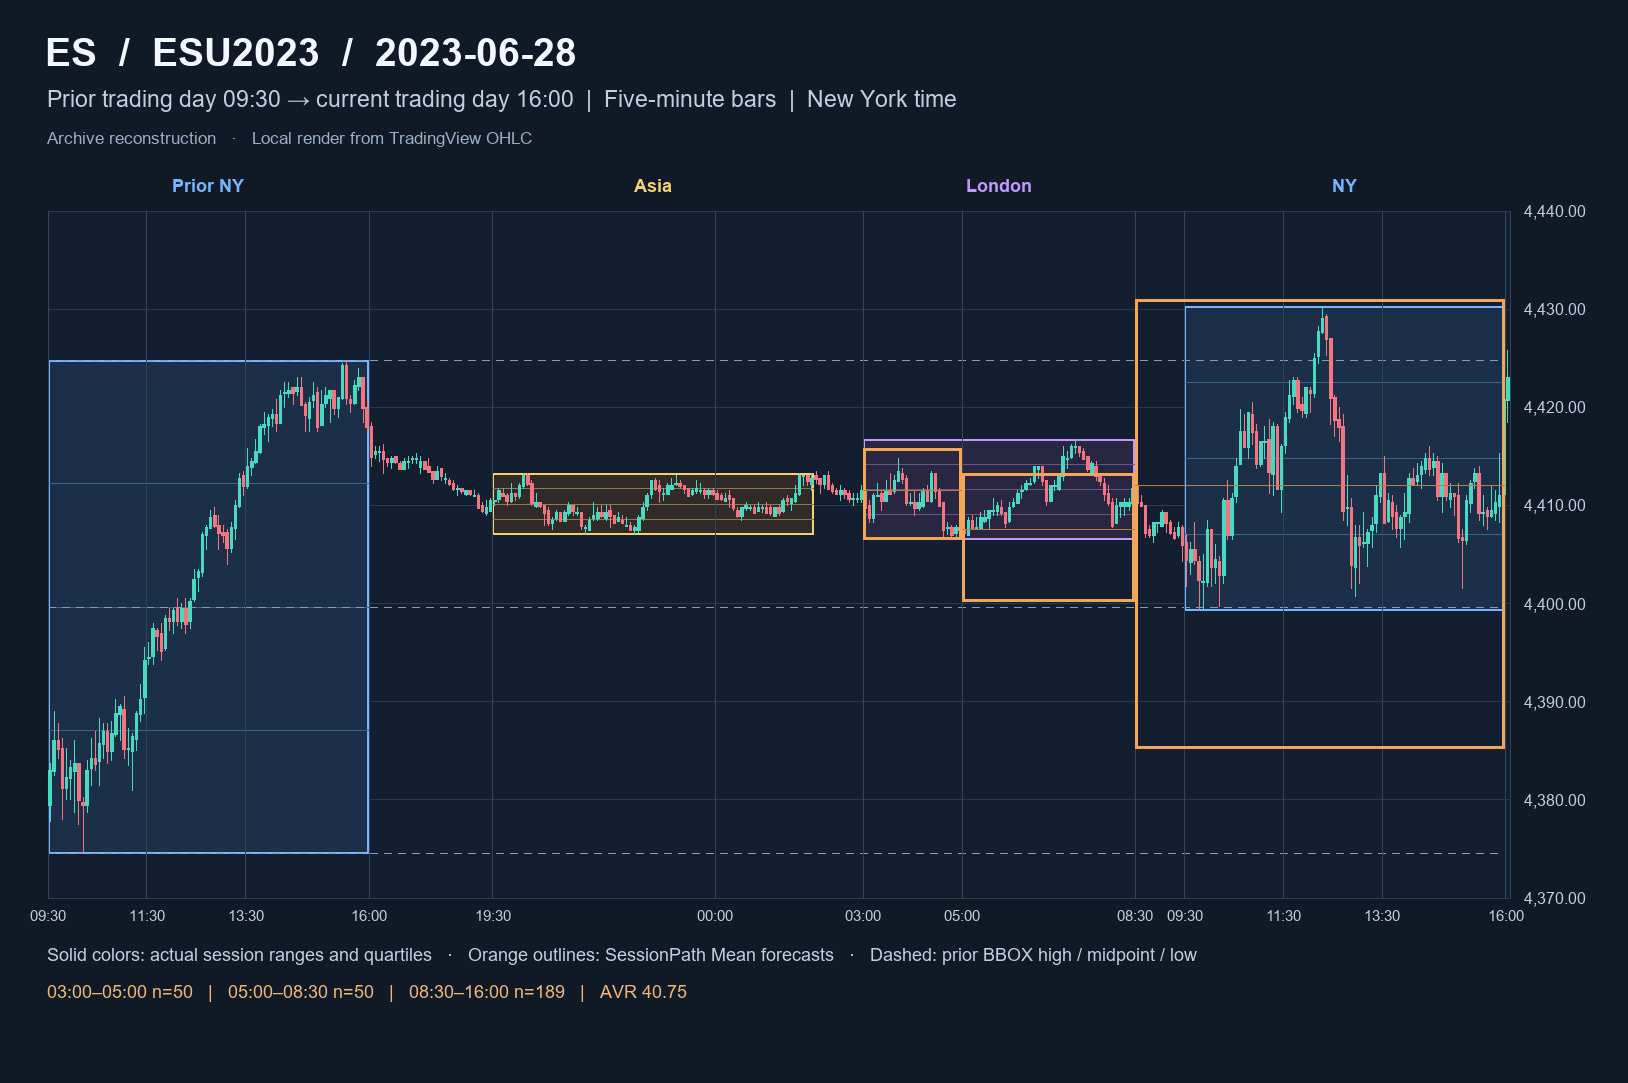 ES / ESU2023 / 2023-06-28
Prior trading day 09:30 → current trading day 16:00 | Five-minute bars | New York time
Archive reconstruction · Local render from TradingView OHLC
Prior NY Asia London NY
4,440.00
4,430.00
4,420.00
4,410.00
4,400.00
4,390.00
4,380.00
4,370.00
09:30 11:30 13:30 16:00 19:30 00:00 03:00 05:00 08:30 09:30 11:30 13:30 16:00
Solid colors: actual session ranges and quartiles · Orange outlines: SessionPath Mean forecasts · Dashed: prior BBOX high / midpoint / low
03:00–05:00 n=50 | 05:00–08:30 n=50 | 08:30–16:00 n=189 | AVR 40.75